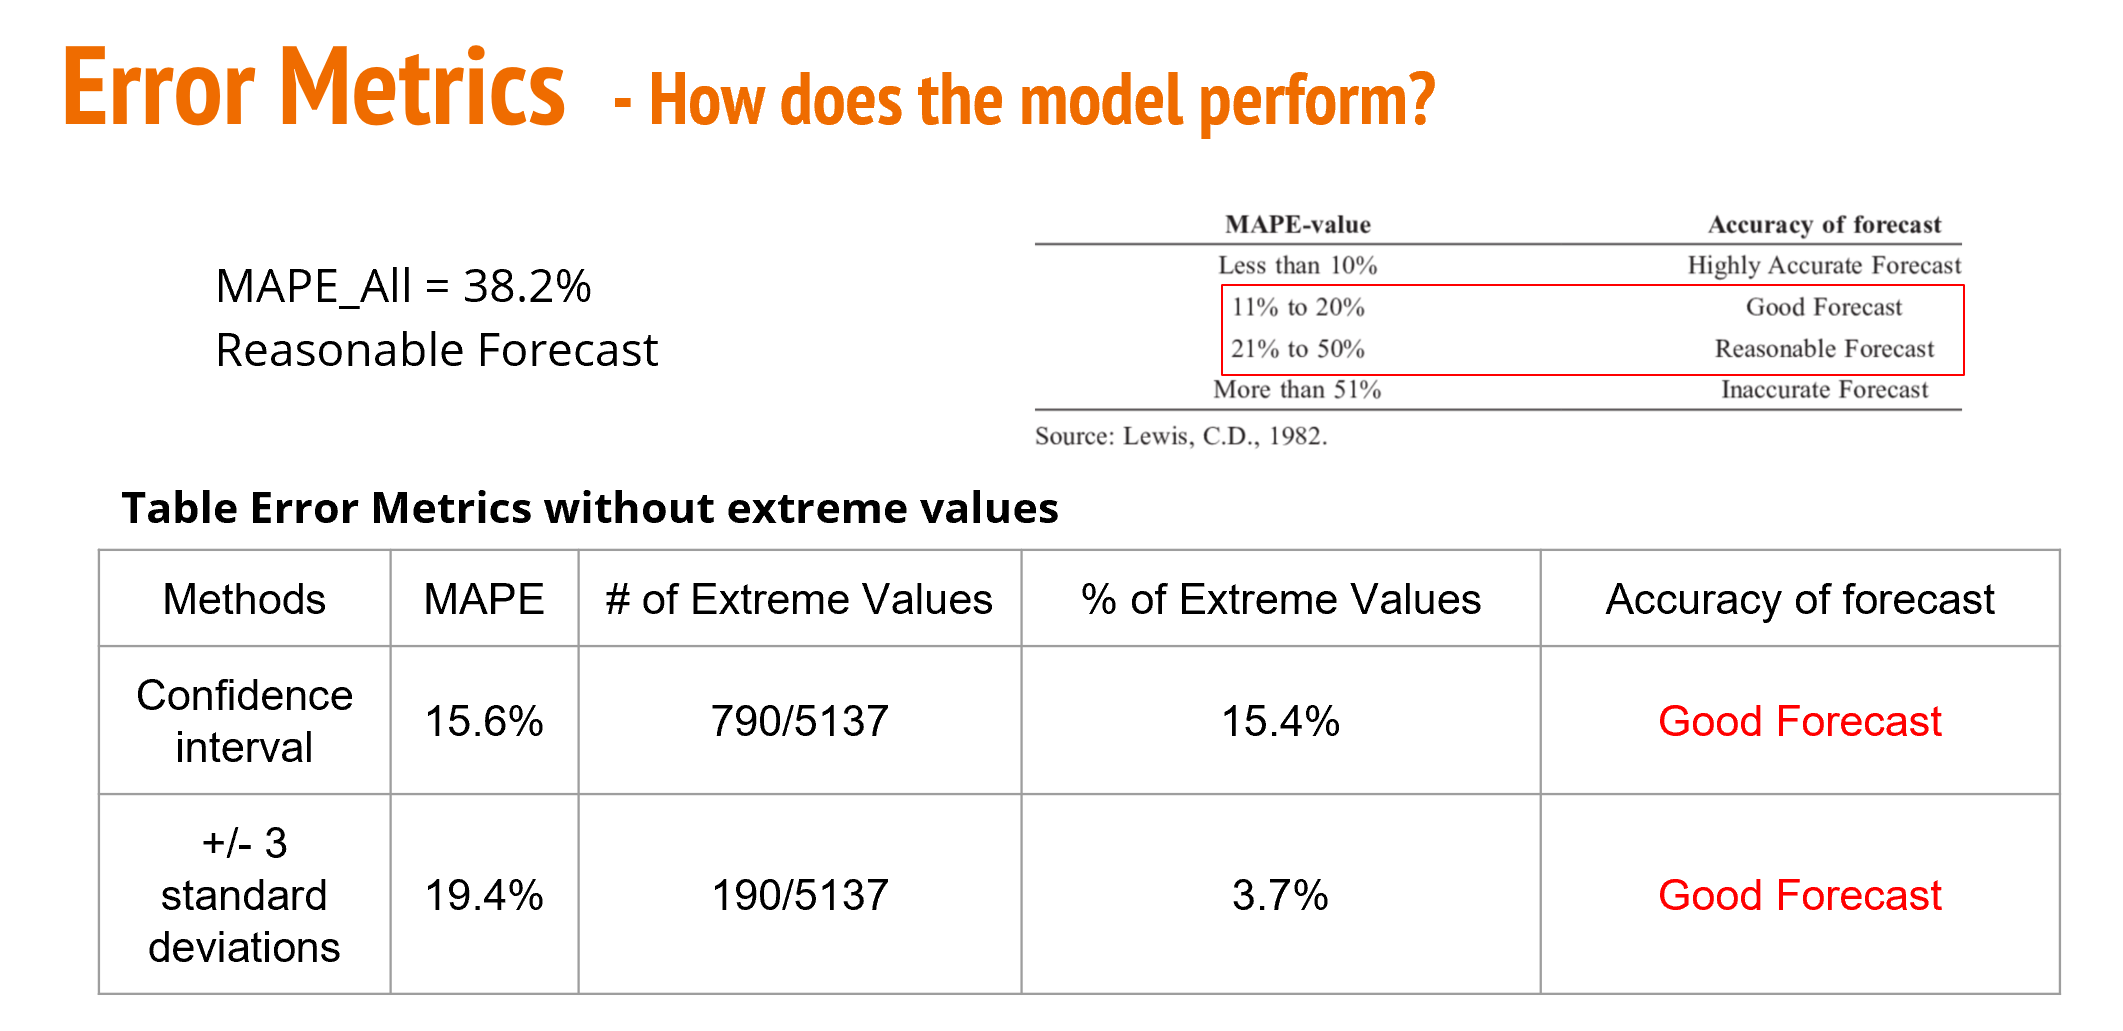 Error Metrics - How does the model perform?
MAPE_All = 38.2%
Reasonable Forecast
MAPE-value Accuracy of forecast
Less than 10% Highly Accurate Forecast
11% to 20% Good Forecast
21% to 50% Reasonable Forecast
More than 51% Inaccurate Forecast
Source: Lewis, C.D., 1982.
Table Error Metrics without extreme values
Methods MAPE # of Extreme Values % of Extreme Values Accuracy of forecast
Confidence
interval
15.6% 790/5137 15.4% Good Forecast
+/- 3
standard
deviations
19.4% 190/5137 3.7% Good Forecast